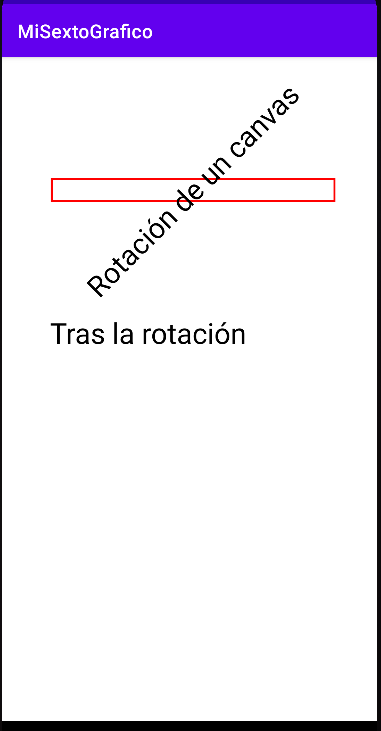 MiSextoGrafico
Rotación de un canvas
Tras la rotación